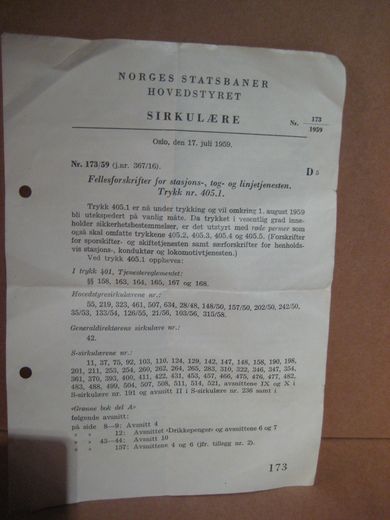 NORGES STATSBANER
HOVEDSTYRET
SIRKULÆRE
Nr. 173/1959
Oslo, den 17. juli 1959.
Nr. 173/59 (j.nr. 367/16).
D 5
Fellesforskrifter for stasjons-, tog- og linjetjenesten.
Trykk nr. 405.1.
Trykk 405.1 er nå under trykking og vil omkring 1. august 1959
bli utekspedert på vanlig måte. Da trykket i vesentlig grad inne-
holder sikkerhetsbestemmelser, er det utstyrt med røde permer som
også skal omfatte trykkene 405.2, 405.3, 405.4 og 405.5. (Forskrifter
for sporskifter- og skiftetjenesten samt særforskrifter for henholds-
vis stasjons-, konduktør og lokomotivtjenesten.)
Ved trykk 405.1 oppheves:
I trykk 401, Tjenestereglementet:
§§ 158, 163, 164, 165, 167 og 168.
Hovedstyresirkulærene nr.:
55, 219, 323, 461, 507, 634, 28/48, 148/50, 157/50, 202/50, 242/50,
35/53, 133/54, 126/55, 21/56, 103/56, 315/58.
Generaldirektørens sirkulære nr.:
42.
S-sirkulærene nr.:
11, 37, 75, 92, 103, 110, 124, 129, 142, 147, 148, 158, 190, 198,
201, 211, 253, 254, 260, 262, 264, 265, 283, 310, 322, 346, 347, 354,
361, 370, 393, 400, 411, 422, 431, 453, 457, 466, 475, 476, 477, 482,
483, 488, 499, 504, 507, 508, 511, 514, 521, avsnittene IX og X i
S-sirkulære nr. 191 og avsnitt II i S-sirkulære nr. 236 samt i
«Grønne bok del A»
følgende avsnitt:
på side 8—9: Avsnitt 4
» » 12: Avsnittet «Drikkepenger» og avsnittene 6 og 7
» » 43—44: Avsnitt 10
» » 157: Avsnittene 4 og 6 (jfr. tillegg nr. 2).
173